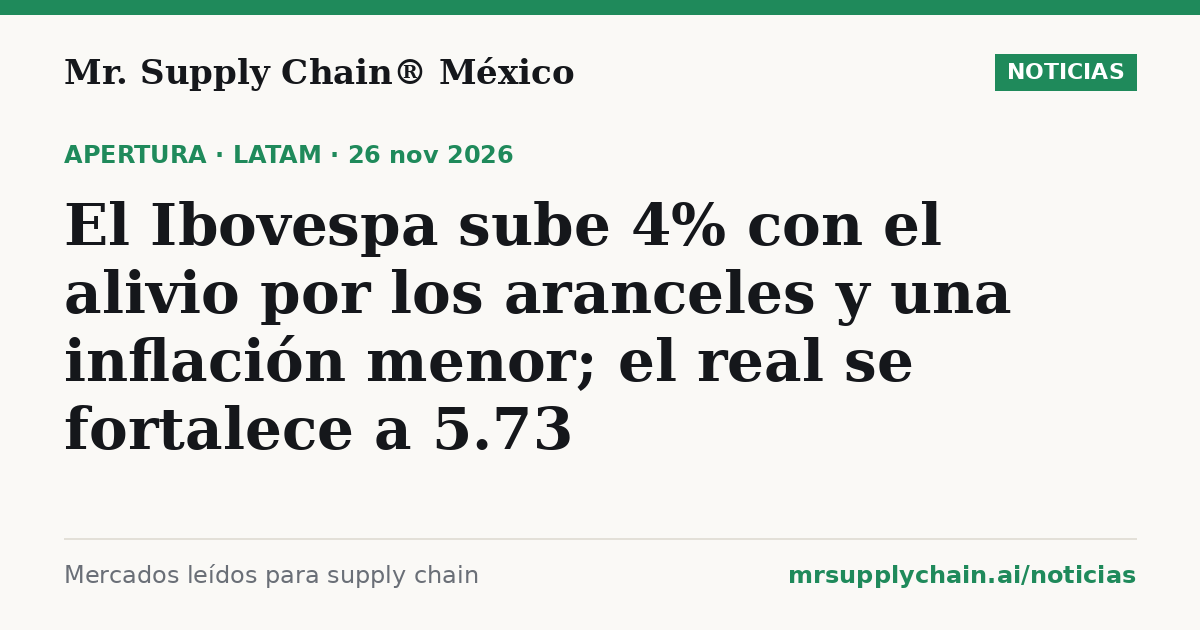 Mr. Supply Chain® México
NOTICIAS
APERTURA · LATAM · 26 nov 2026
El Ibovespa sube 4% con el
alivio por los aranceles y una
inflación menor; el real se
fortalece a 5.73
Mercados leídos para supply chain
mrsupplychain.ai/noticias